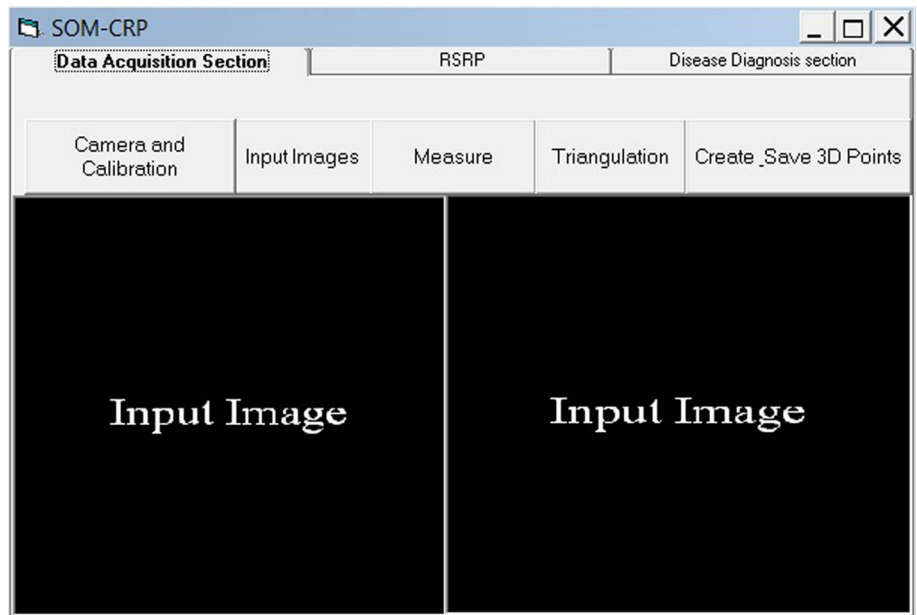 SOM-CRP
Data Acquisition Section RSRP Disease Diagnosis section
Camera and
Calibration
Input Images
Measure
Triangulation
Create_Save 3D Points
Input Image
Input Image